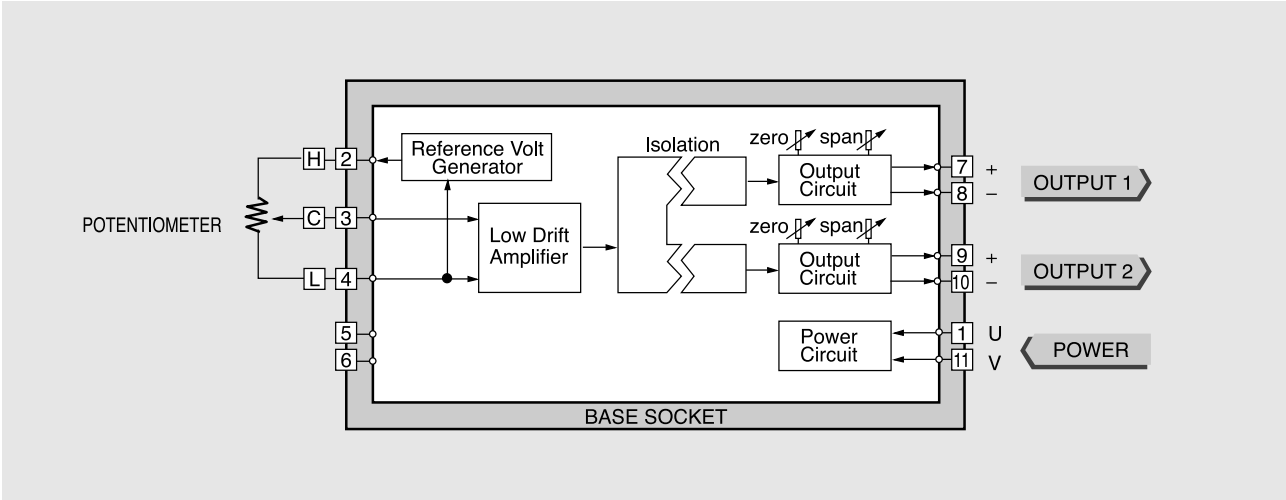 POTENTIOMETER
H 2
C 3
L 4
5
6
Reference Volt
Generator
Low Drift
Amplifier
Isolation
zero span
Output
Circuit
zero span
Output
Circuit
Power
Circuit
7 +
8 −
9 +
10 −
1 U
11 V
OUTPUT 1
OUTPUT 2
POWER
BASE SOCKET